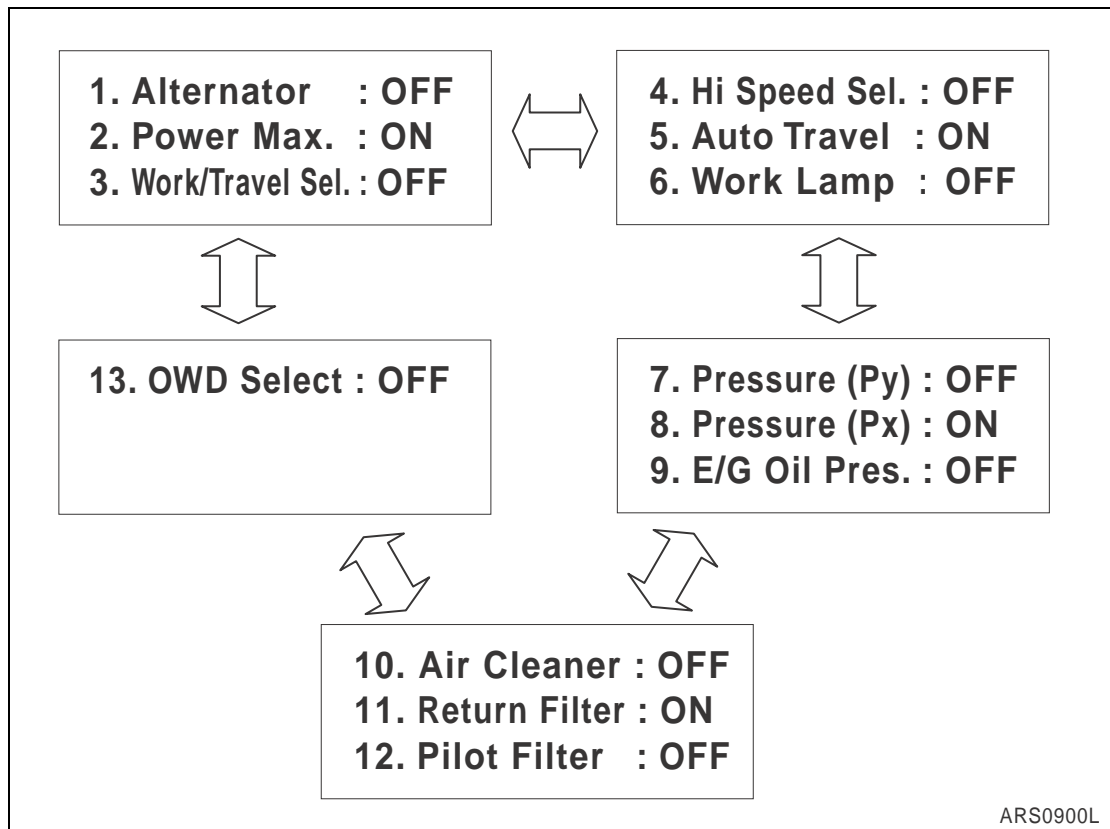 1. Alternator : OFF
2. Power Max. : ON
3. Work/Travel Sel. : OFF
4. Hi Speed Sel. : OFF
5. Auto Travel : ON
6. Work Lamp : OFF
13. OWD Select : OFF
7. Pressure (Py) : OFF
8. Pressure (Px) : ON
9. E/G Oil Pres. : OFF
10. Air Cleaner : OFF
11. Return Filter : ON
12. Pilot Filter : OFF
ARS0900L